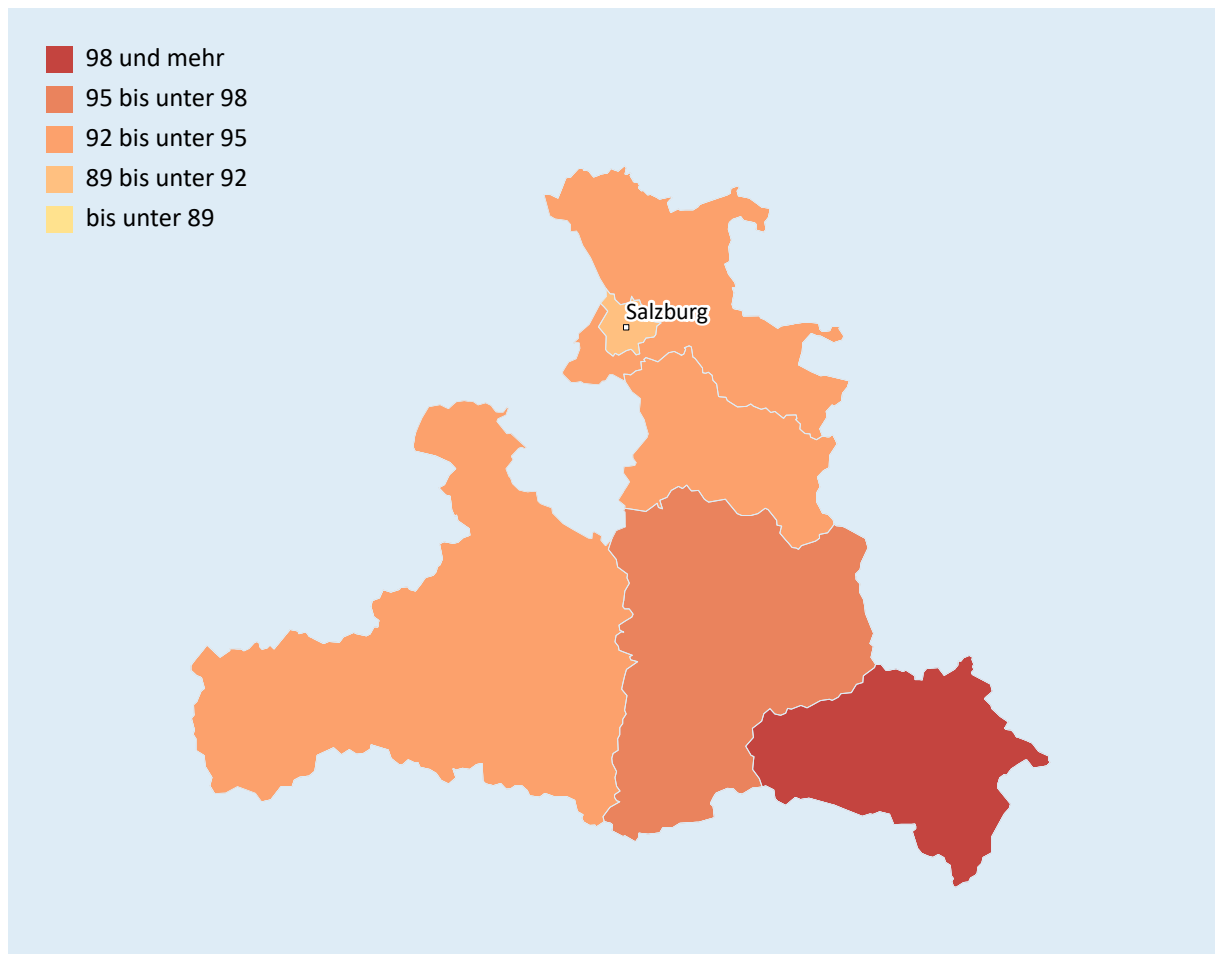 98 und mehr
95 bis unter 98
92 bis unter 95
89 bis unter 92
bis unter 89
Salzburg